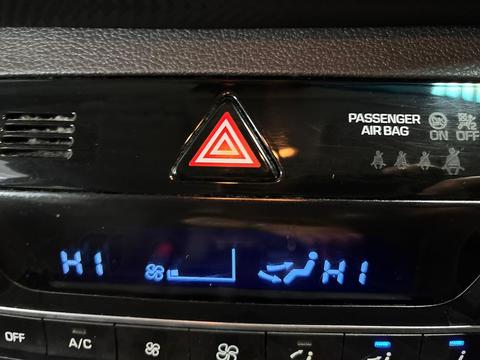 PASSENGER
AIR BAG
ON OFF
HI HI
OFF A/C